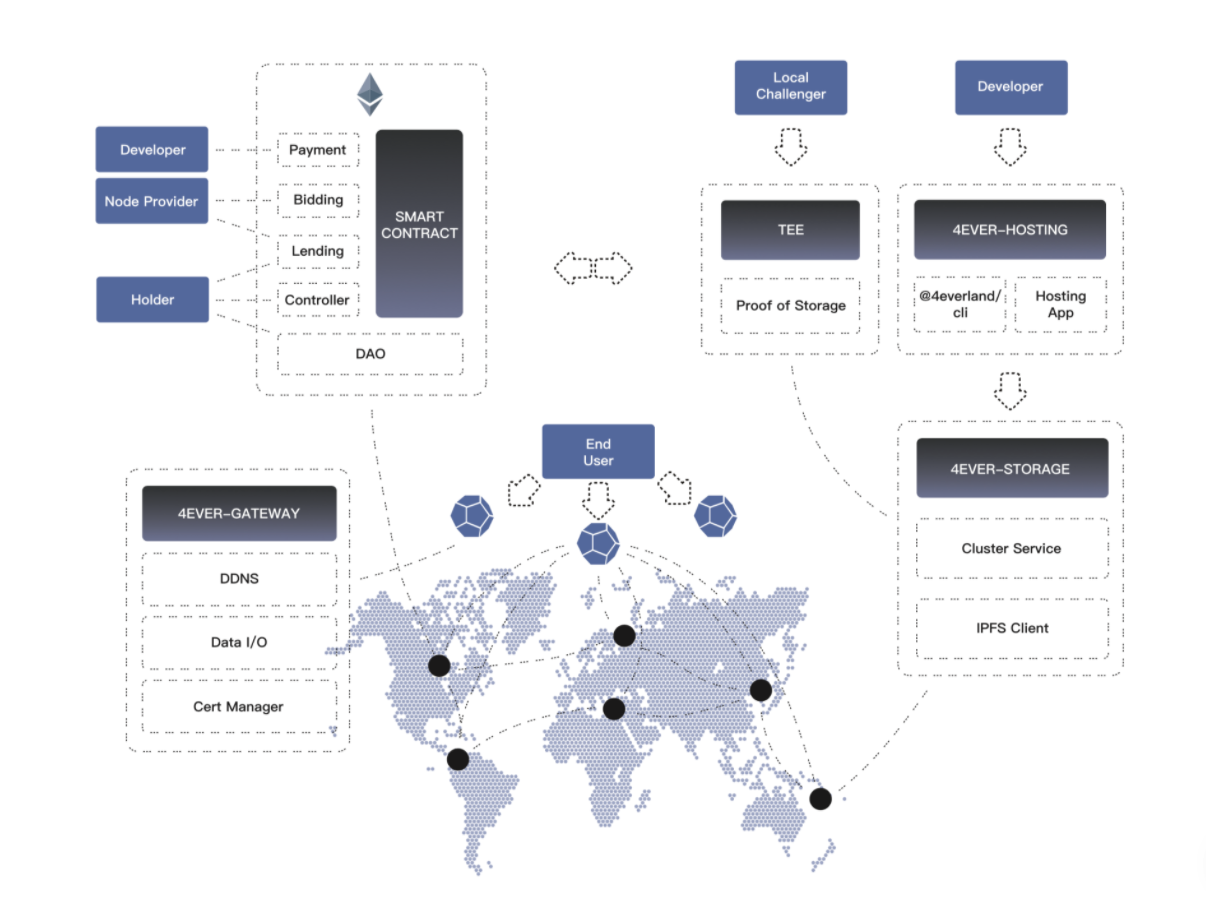 Developer
Node Provider
Holder
Payment
Bidding
Lending
Controller
DAO
SMART
CONTRACT
Local
Challenger
Developer
TEE
Proof of Storage
4EVER-HOSTING
@4everland/
cli
Hosting
App
End
User
4EVER-GATEWAY
DDNS
Data I/O
Cert Manager
4EVER-STORAGE
Cluster Service
IPFS Client